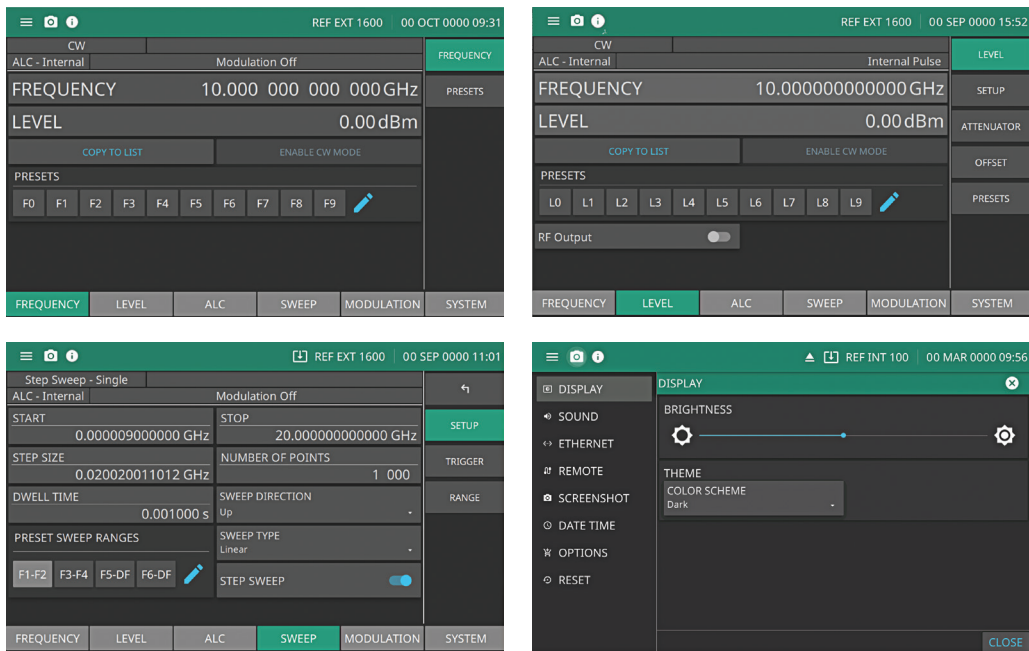 REF EXT 1600 00 OCT 0000 09:31
CW
ALC - Internal Modulation Off
FREQUENCY 10.000 000 000 000 GHz
LEVEL 0.00 dBm
COPY TO LIST ENABLE CW MODE
PRESETS
F0 F1 F2 F3 F4 F5 F6 F7 F8 F9
FREQUENCY
PRESETS
FREQUENCY LEVEL ALC SWEEP MODULATION SYSTEM
REF EXT 1600 00 SEP 0000 15:52
CW
ALC - Internal Internal Pulse
FREQUENCY 10.000000000000 GHz
LEVEL 0.00 dBm
COPY TO LIST ENABLE CW MODE
PRESETS
L0 L1 L2 L3 L4 L5 L6 L7 L8 L9
RF Output
LEVEL
SETUP
ATTENUATOR
OFFSET
PRESETS
FREQUENCY LEVEL ALC SWEEP MODULATION SYSTEM
REF EXT 1600 00 SEP 0000 11:01
Step Sweep - Single
ALC - Internal Modulation Off
START STOP
0.000009000000 GHz 20.000000000000 GHz
STEP SIZE NUMBER OF POINTS
0.020020011012 GHz 1 000
DWELL TIME SWEEP DIRECTION
0.001000 s Up
PRESET SWEEP RANGES SWEEP TYPE
Linear
F1-F2 F3-F4 F5-DF F6-DF STEP SWEEP
SETUP
TRIGGER
RANGE
FREQUENCY LEVEL ALC SWEEP MODULATION SYSTEM
REF INT 100 00 MAR 0000 09:56
DISPLAY
SOUND
ETHERNET
REMOTE
SCREENSHOT
DATE TIME
OPTIONS
RESET
DISPLAY
BRIGHTNESS
THEME
COLOR SCHEME
Dark
CLOSE